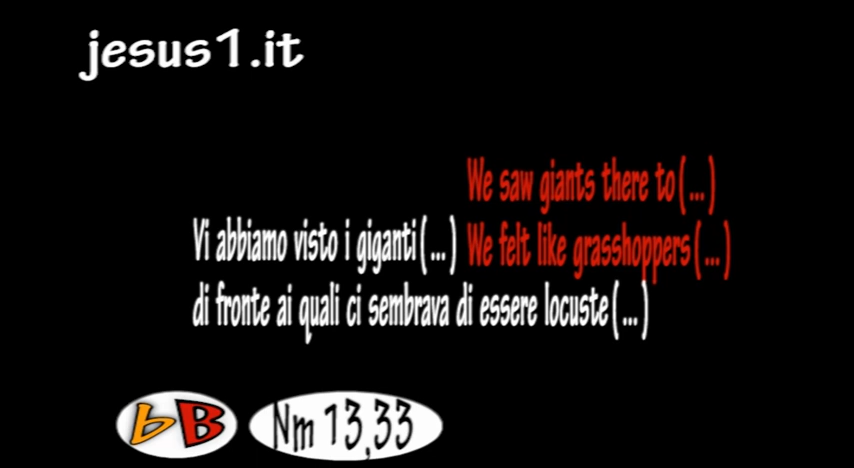 jesus1.it
We saw giants there to(...)
Vi abbiamo visto i giganti(...)
We felt like grasshoppers(...)
di fronte ai quali ci sembrava di essere locuste(...)
bB
Nm 13,33